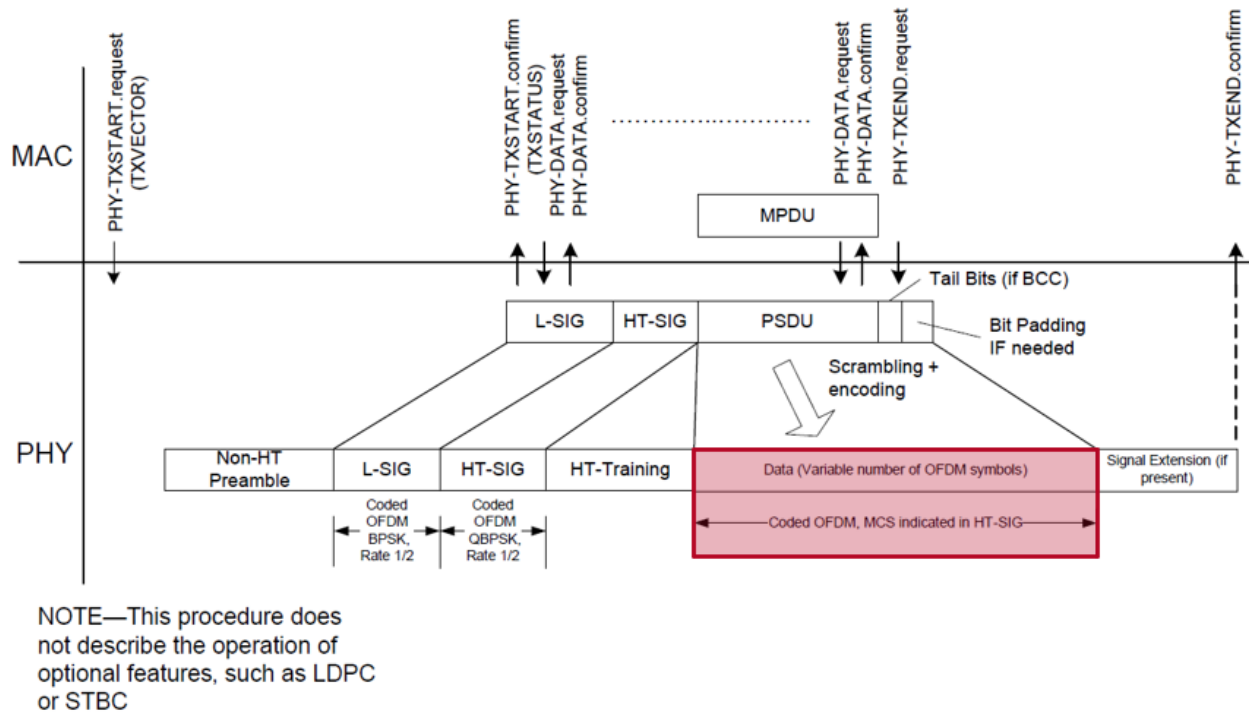 MAC
PHY-TXSTART.request
(TXVECTOR)
PHY-TXSTART.confirm
(TXSTATUS)
PHY-DATA.request
PHY-DATA.confirm
PHY-DATA.request
PHY-DATA.confirm
PHY-TXEND.request
PHY-TXEND.confirm
MPDU
Tail Bits (if BCC)
L-SIG
HT-SIG
PSDU
Bit Padding
IF needed
Scrambling +
encoding
PHY
Non-HT
Preamble
L-SIG
HT-SIG
HT-Training
Data (Variable number of OFDM symbols)
Signal Extension (if
present)
Coded
OFDM
BPSK,
Rate 1/2
Coded
OFDM
QBPSK,
Rate 1/2
Coded OFDM, MCS indicated in HT-SIG
NOTE—This procedure does
not describe the operation of
optional features, such as LDPC
or STBC